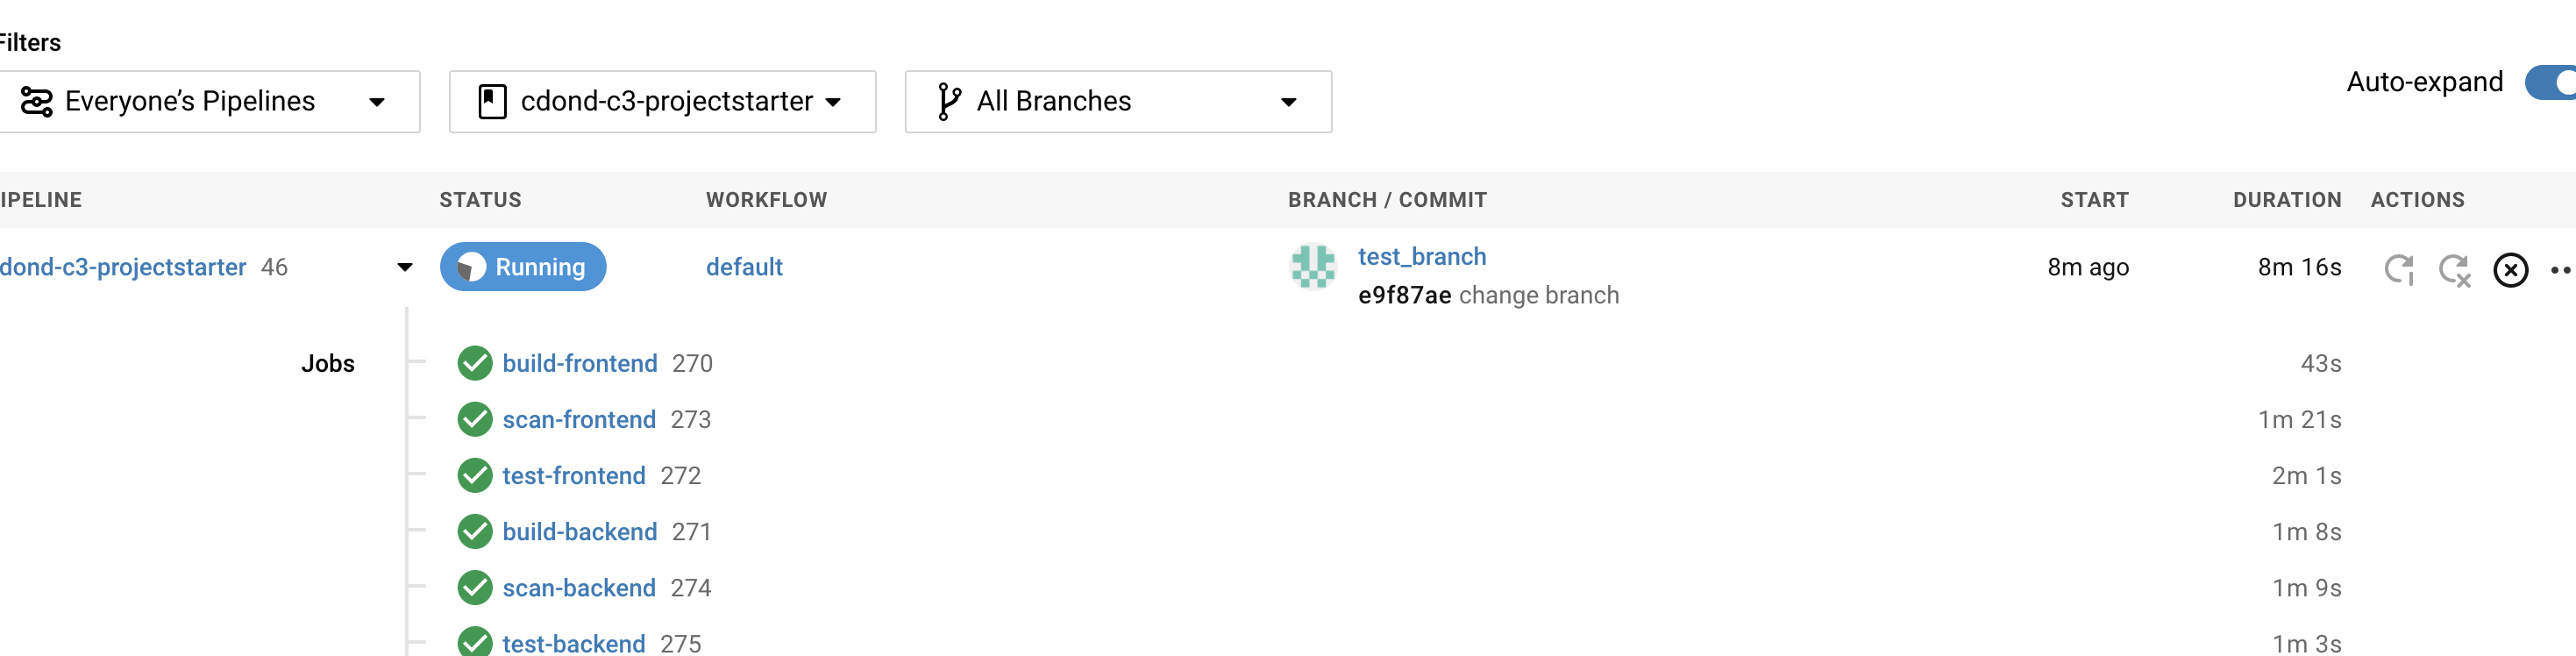 Filters
Everyone’s Pipelines cdond-c3-projectstarter All Branches Auto-expand
IPELINE STATUS WORKFLOW BRANCH / COMMIT START DURATION ACTIONS
dond-c3-projectstarter 46 Running default test_branch 8m ago 8m 16s
e9f87ae change branch
Jobs build-frontend 270 43s
scan-frontend 273 1m 21s
test-frontend 272 2m 1s
build-backend 271 1m 8s
scan-backend 274 1m 9s
test-backend 275 1m 3s